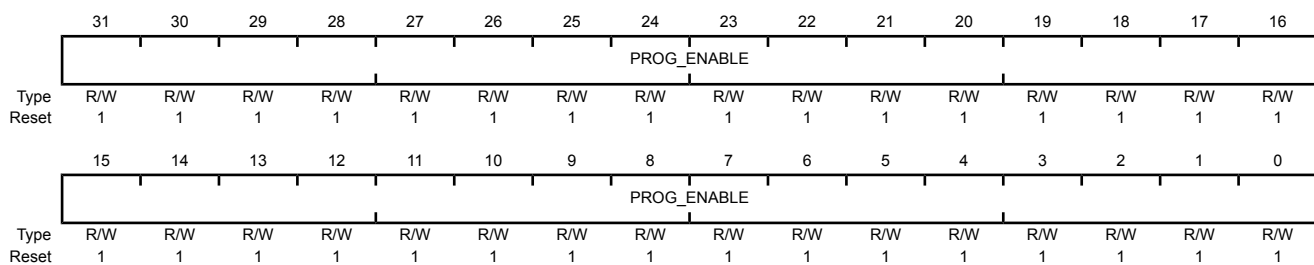 31 30 29 28 27 26 25 24 23 22 21 20 19 18 17 16
PROG_ENABLE
Type R/W R/W R/W R/W R/W R/W R/W R/W R/W R/W R/W R/W R/W R/W R/W R/W
Reset 1 1 1 1 1 1 1 1 1 1 1 1 1 1 1 1
15 14 13 12 11 10 9 8 7 6 5 4 3 2 1 0
PROG_ENABLE
Type R/W R/W R/W R/W R/W R/W R/W R/W R/W R/W R/W R/W R/W R/W R/W R/W
Reset 1 1 1 1 1 1 1 1 1 1 1 1 1 1 1 1